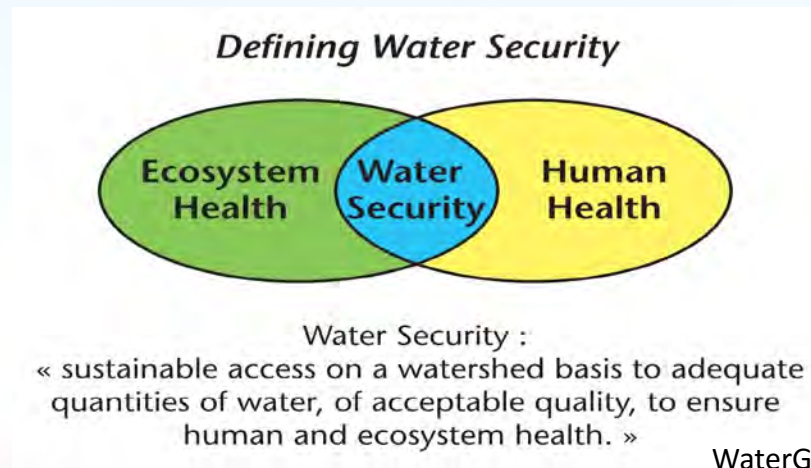 Defining Water Security
Ecosystem
Health
Water
Security
Human
Health
Water Security :
« sustainable access on a watershed basis to adequate
quantities of water, of acceptable quality, to ensure
human and ecosystem health. »
WaterG